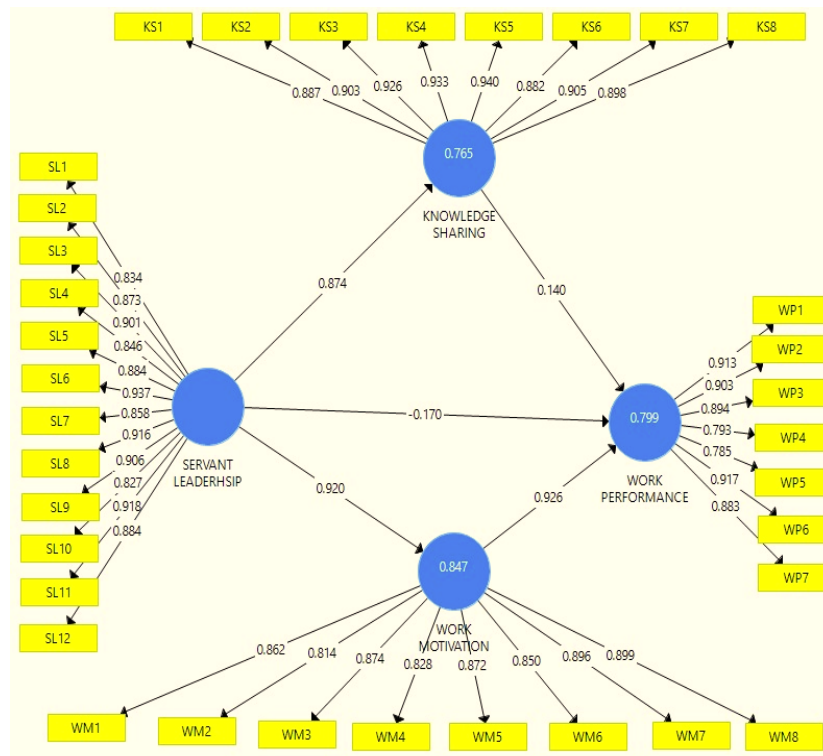 KS1 KS2 KS3 KS4 KS5 KS6 KS7 KS8
0.887 0.903 0.926 0.933 0.940 0.882 0.905 0.898
0.765
KNOWLEDGE
SHARING
SL1
SL2
SL3
SL4
SL5
SL6
SL7
SL8
SL9
SL10
SL11
SL12
0.834
0.873
0.901
0.846
0.884
0.937
0.858
0.916
0.906
0.827
0.918
0.884
SERVANT
LEADERHSIP
0.874
0.140
-0.170
0.920
0.926
0.799
WORK
PERFORMANCE
0.913
0.903
0.894
0.793
0.785
0.917
0.883
WP1
WP2
WP3
WP4
WP5
WP6
WP7
0.847
WORK
MOTIVATION
0.862 0.814 0.874 0.828 0.872 0.850 0.896 0.899
WM1 WM2 WM3 WM4 WM5 WM6 WM7 WM8